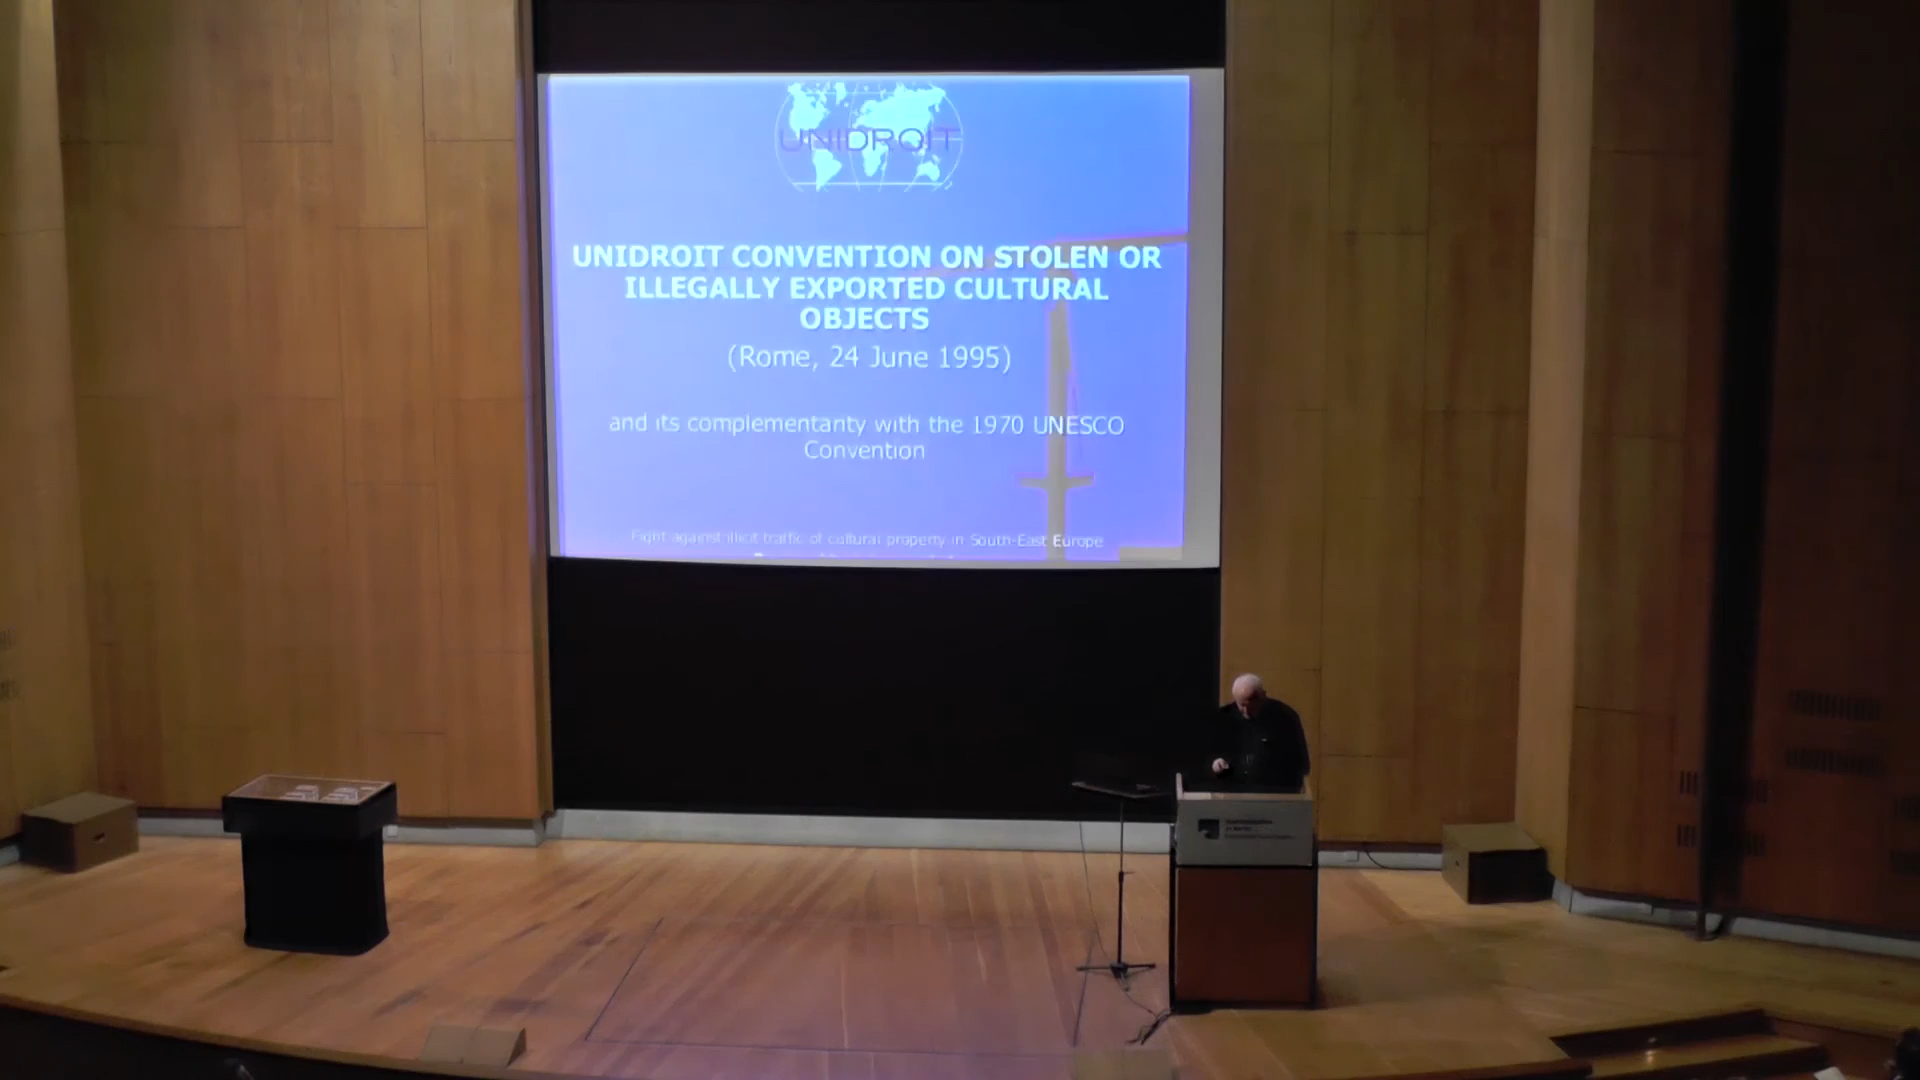 UNIDROIT
UNIDROIT CONVENTION ON STOLEN OR
ILLEGALLY EXPORTED CULTURAL
OBJECTS
(Rome, 24 June 1995)
and its complementarity with the 1970 UNESCO
Convention
Fight against illicit traffic of cultural property in South-East Europe